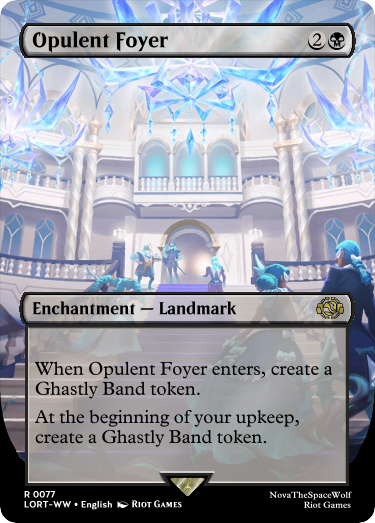 Opulent Foyer 2
Enchantment — Landmark
When Opulent Foyer enters, create a
Ghastly Band token.
At the beginning of your upkeep,
create a Ghastly Band token.
R 0077
LORT-WW • English RIOT GAMES
NovaTheSpaceWolf
Riot Games